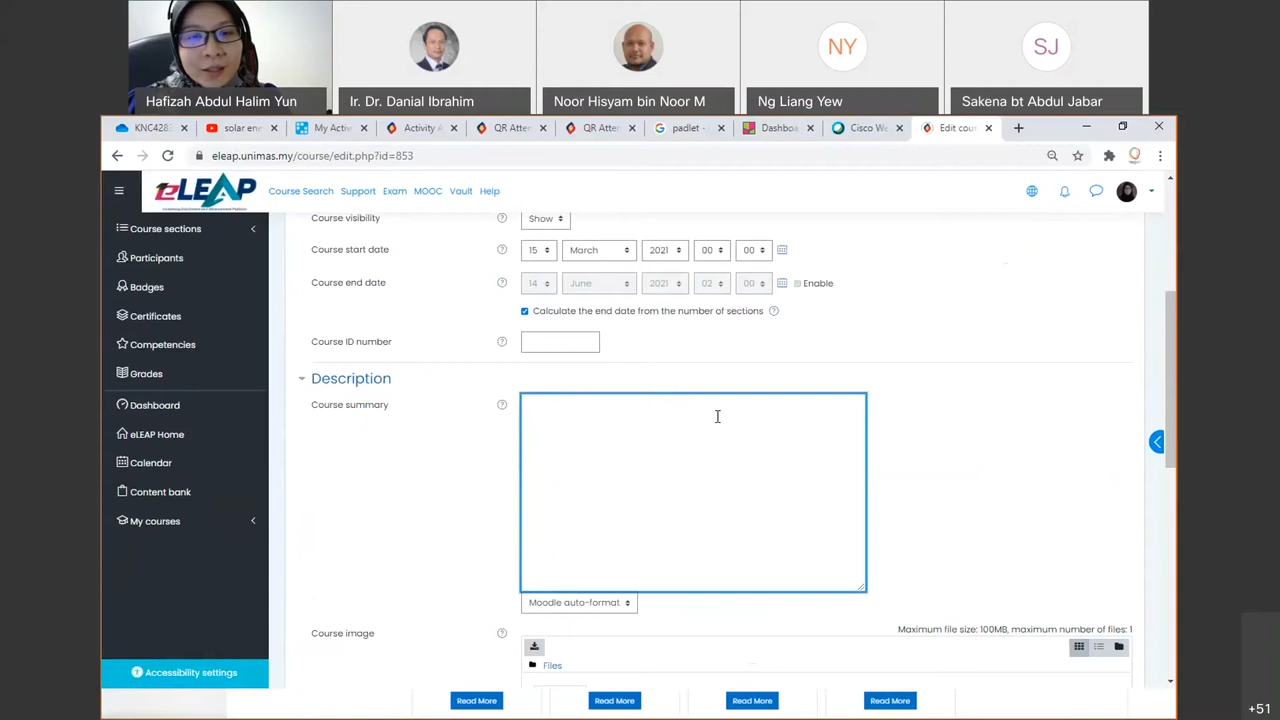 NY
SJ
Hafizah Abdul Halim Yun
Ir. Dr. Danial Ibrahim
Noor Hisyam bin Noor M
Ng Liang Yew
Sakena bt Abdul Jabar
KNC428
youtube solar ene
My Activ
Activity A
QR Atten
QR Atten
padlet -
Dashboa
Cisco We
Edit cou
eleap.unimas.my/course/edit.php?id=853
eLEAP
Course Search
Support
Exam
MOOC
Vault
Help
Course sections
Participants
Badges
Certificates
Competencies
Grades
Dashboard
eLEAP Home
Calendar
Content bank
My courses
Accessibility settings
Course visibility
Show
Course start date
15 March 2021 00 00
Course end date
14 June 2021 02 00 Enable
Calculate the end date from the number of sections
Course ID number
Description
Course summary
Moodle auto-format
Course image
Maximum file size: 100MB, maximum number of files: 1
Files
Read More
Read More
Read More
Read More
+51